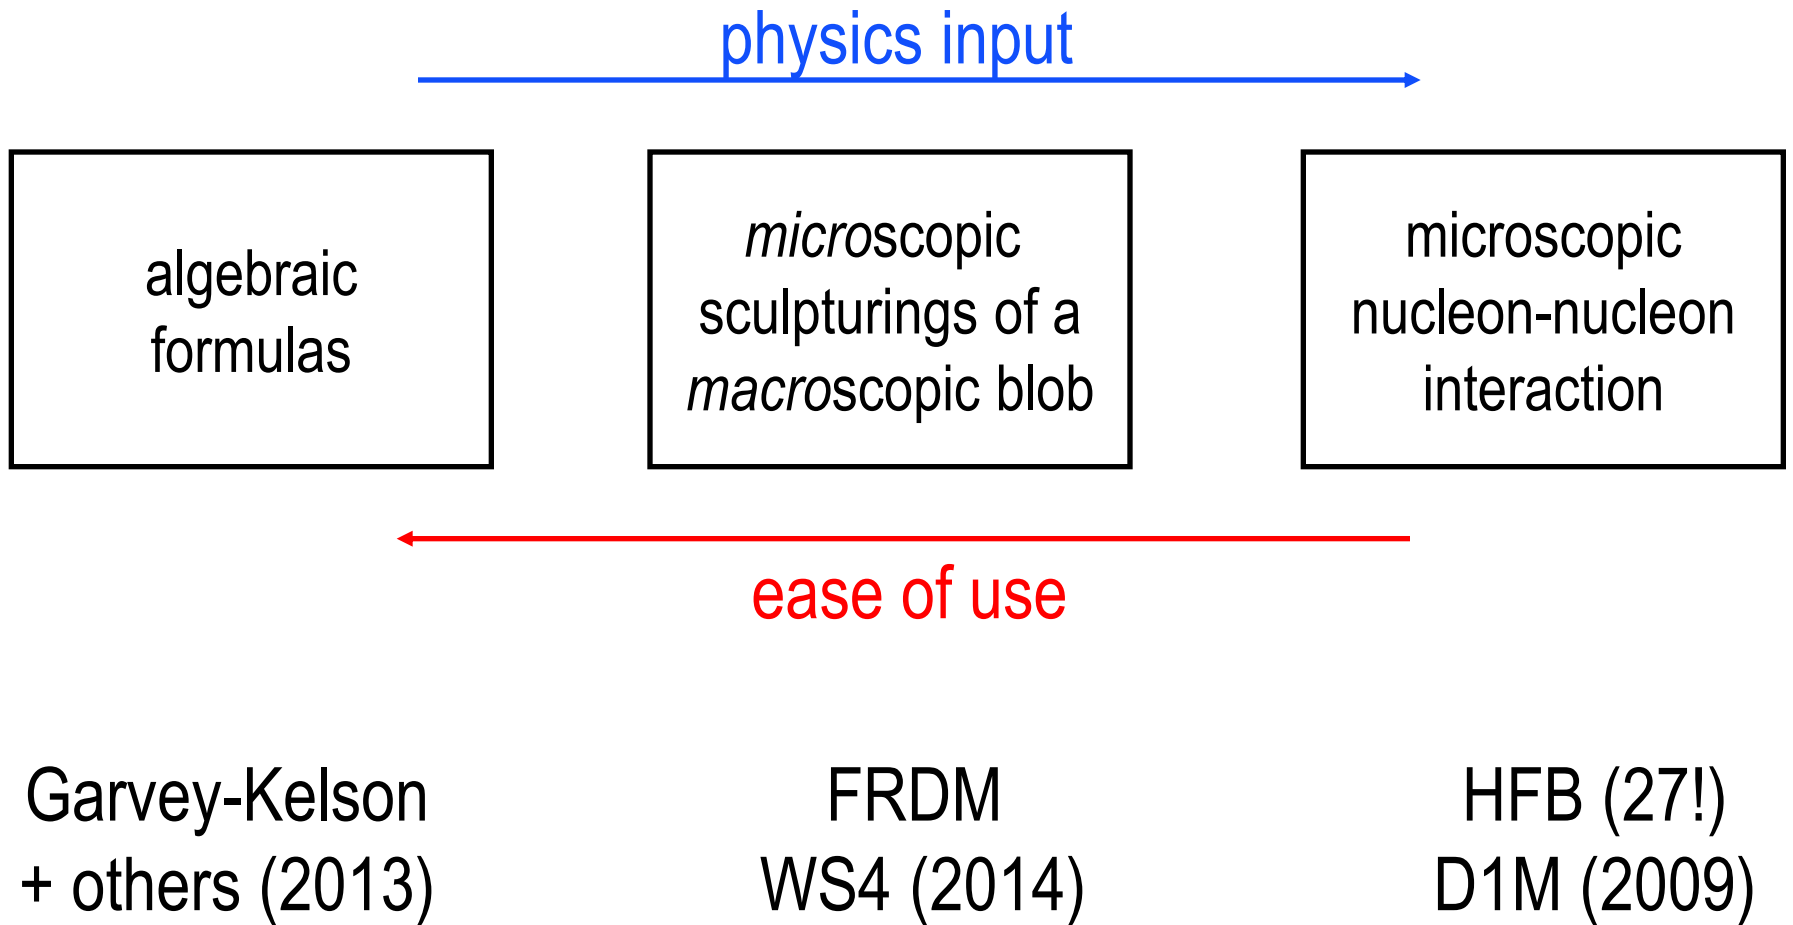 physics input
algebraic
formulas
microscopic
sculpturings of a
macroscopic blob
microscopic
nucleon-nucleon
interaction
ease of use
Garvey-Kelson
+ others (2013)
FRDM
WS4 (2014)
HFB (27!)
D1M (2009)